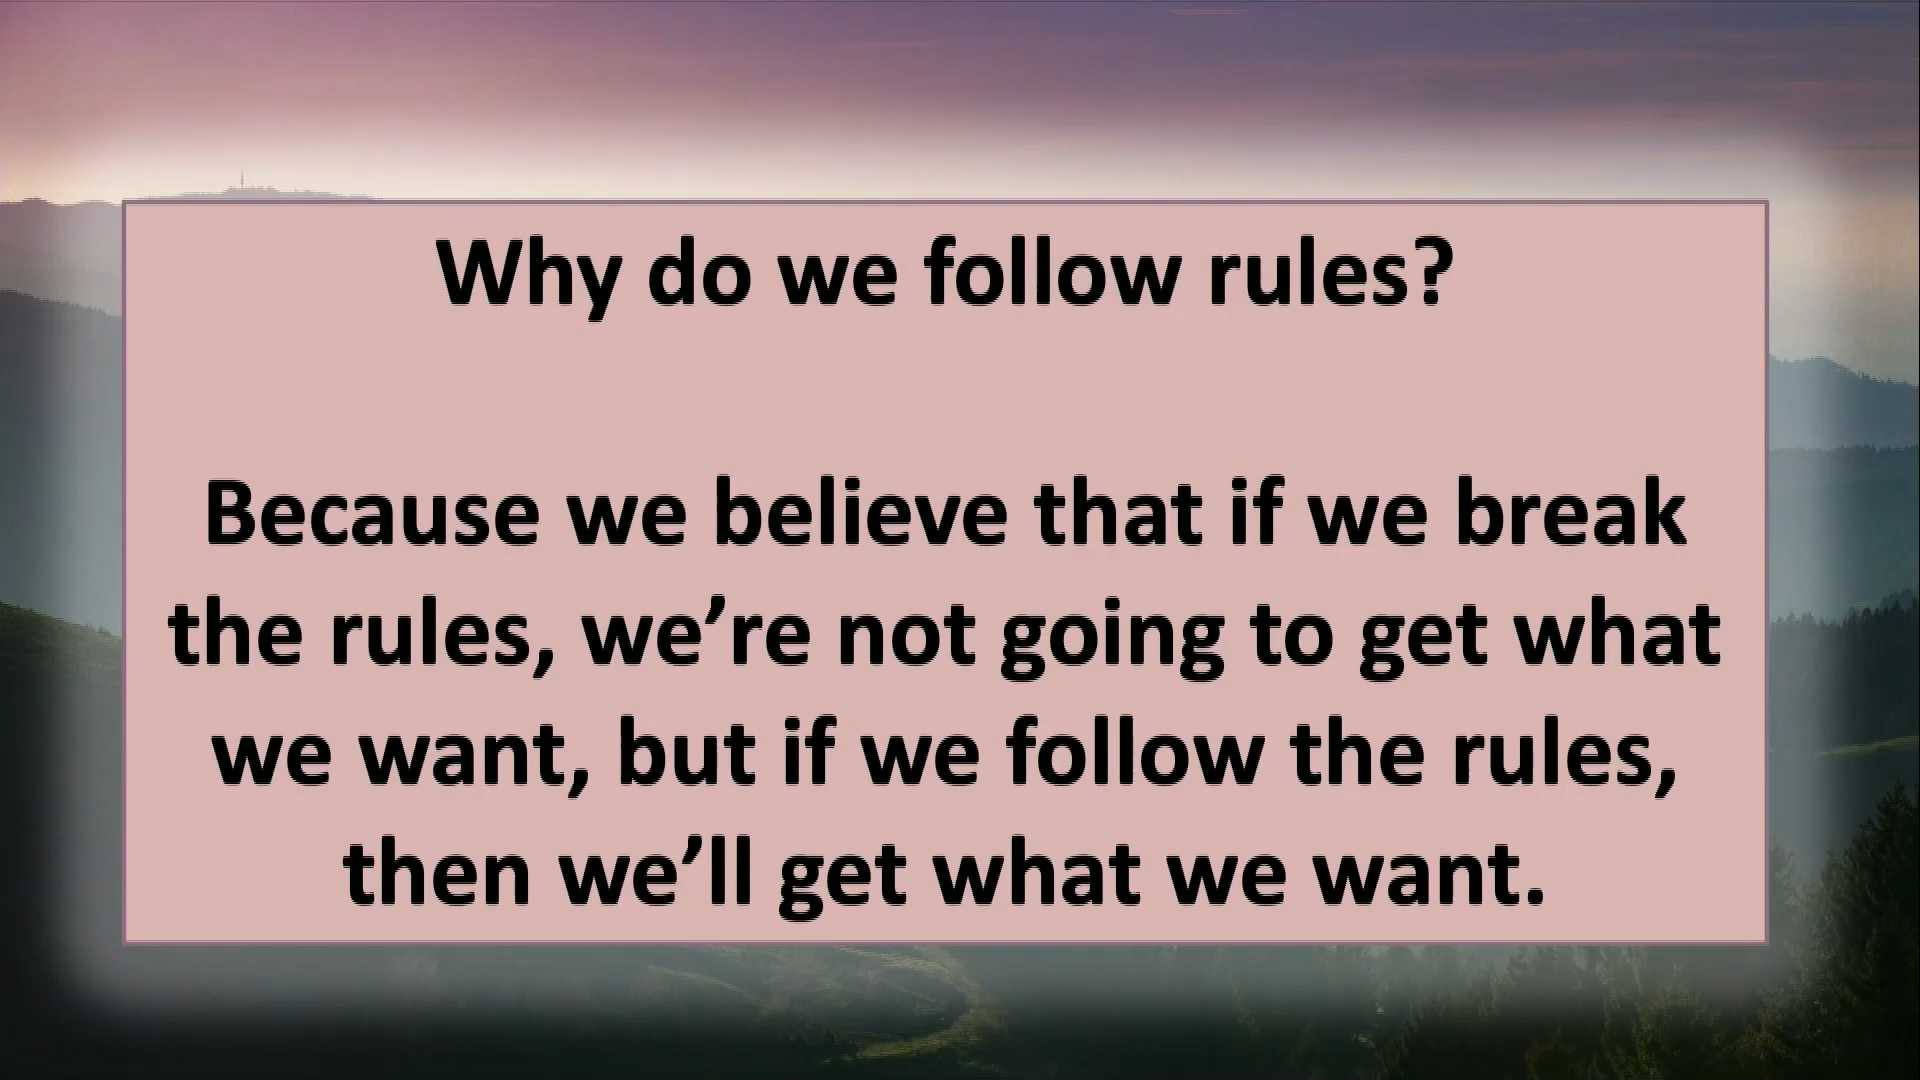 Why do we follow rules?
Because we believe that if we break
the rules, we’re not going to get what
we want, but if we follow the rules,
then we’ll get what we want.